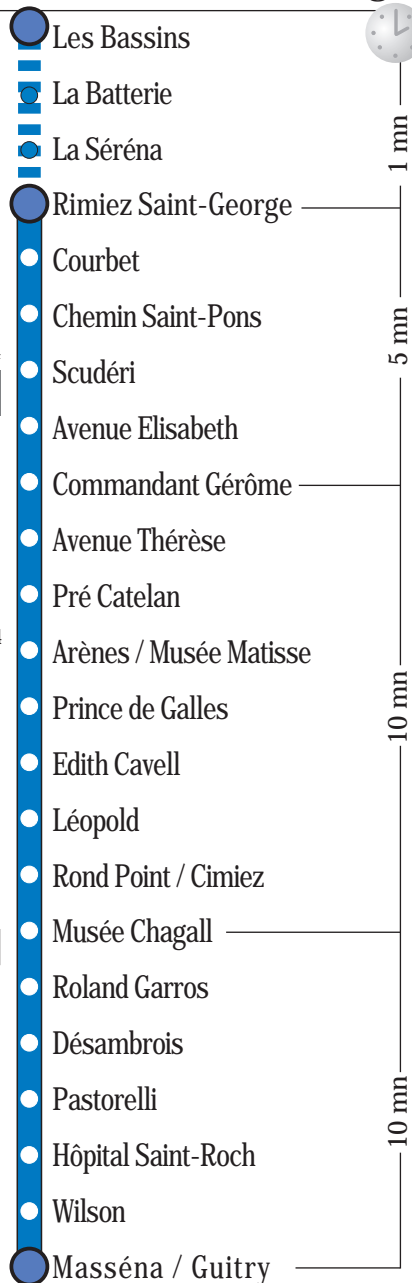 Les Bassins
La Batterie
La Séréna
1 mn
Rimiez Saint-George
Courbet
Chemin Saint-Pons
5 mn
Scudéri
Avenue Elisabeth
Commandant Gérôme
Avenue Thérèse
Pré Catelan
Arènes / Musée Matisse
10 mn
Prince de Galles
Edith Cavell
Léopold
Rond Point / Cimiez
Musée Chagall
Roland Garros
Désambrois
Pastorelli
10 mn
Hôpital Saint-Roch
Wilson
Masséna / Guitry